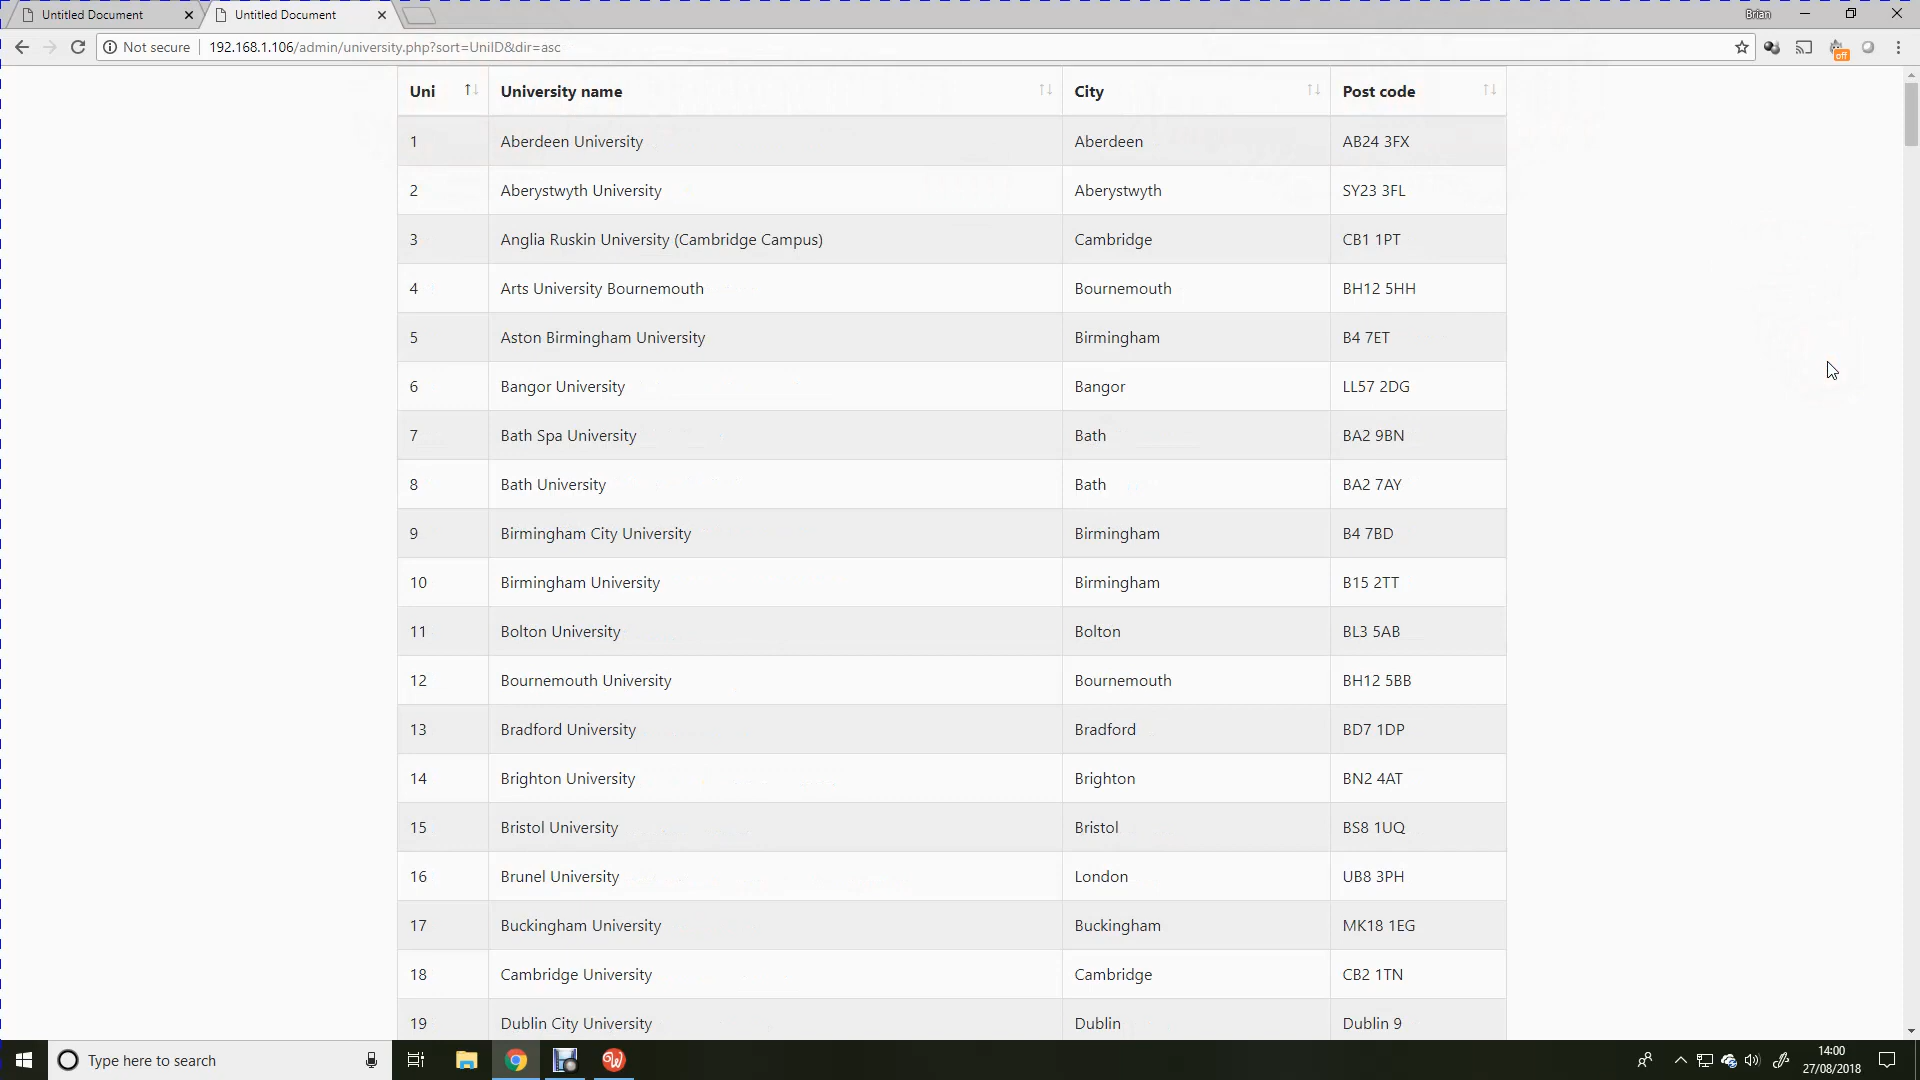 Untitled Document
Untitled Document
Brian
Not secure
192.168.1.106/admin/university.php?sort=UniID&dir=asc
off
Uni University name City Post code
1 Aberdeen University Aberdeen AB24 3FX
2 Aberystwyth University Aberystwyth SY23 3FL
3 Anglia Ruskin University (Cambridge Campus) Cambridge CB1 1PT
4 Arts University Bournemouth Bournemouth BH12 5HH
5 Aston Birmingham University Birmingham B4 7ET
6 Bangor University Bangor LL57 2DG
7 Bath Spa University Bath BA2 9BN
8 Bath University Bath BA2 7AY
9 Birmingham City University Birmingham B4 7BD
10 Birmingham University Birmingham B15 2TT
11 Bolton University Bolton BL3 5AB
12 Bournemouth University Bournemouth BH12 5BB
13 Bradford University Bradford BD7 1DP
14 Brighton University Brighton BN2 4AT
15 Bristol University Bristol BS8 1UQ
16 Brunel University London UB8 3PH
17 Buckingham University Buckingham MK18 1EG
18 Cambridge University Cambridge CB2 1TN
19 Dublin City University Dublin Dublin 9
Type here to search
14:00
27/08/2018